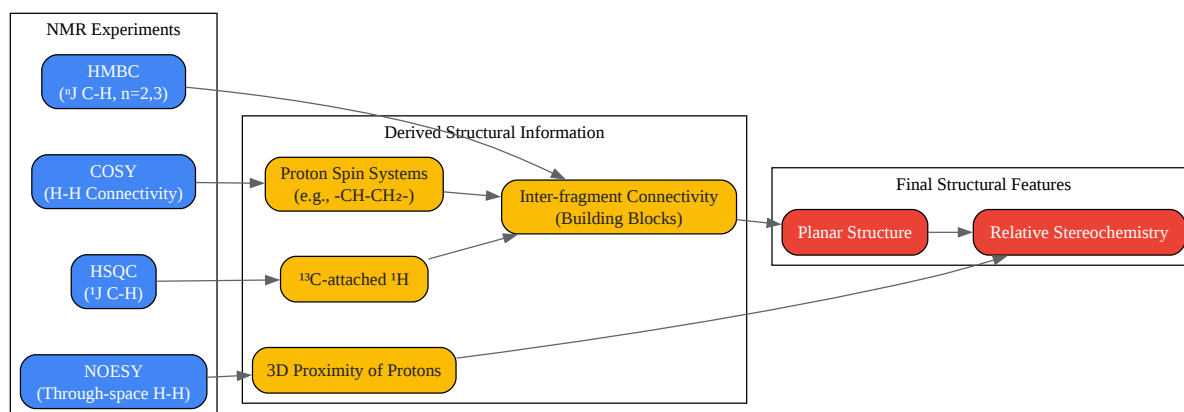 NMR Experiments
HMBC
(ⁿJ C-H, n=2,3)
COSY
(H-H Connectivity)
HSQC
(¹J C-H)
NOESY
(Through-space H-H)
Derived Structural Information
Proton Spin Systems
(e.g., -CH-CH₂-)
Inter-fragment Connectivity
(Building Blocks)
¹³C-attached ¹H
3D Proximity of Protons
Final Structural Features
Planar Structure
Relative Stereochemistry